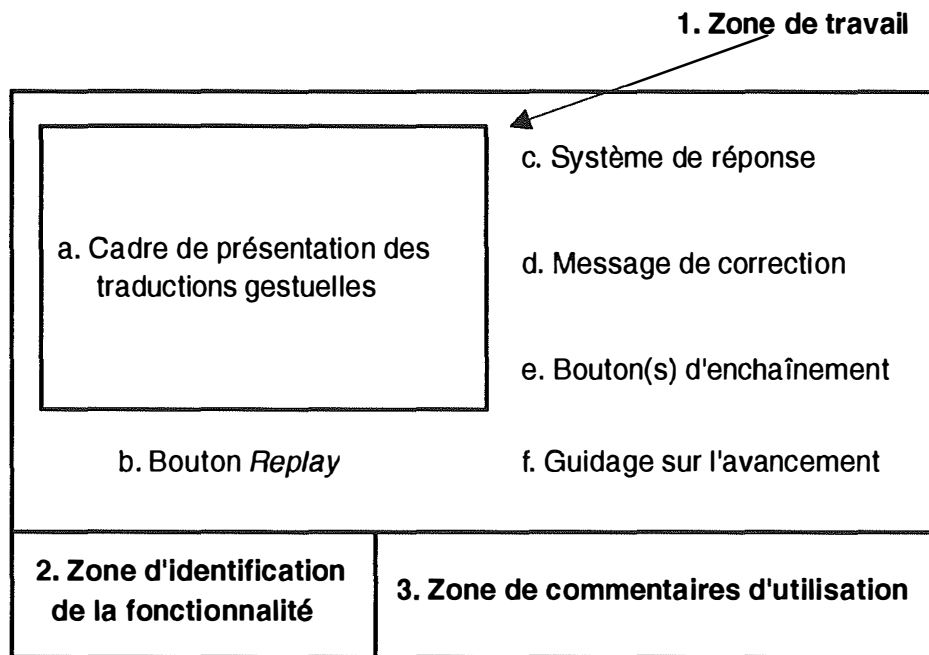 1. Zone de travail
a. Cadre de présentation des
traductions gestuelles
b. Bouton Replay
c. Système de réponse
d. Message de correction
e. Bouton(s) d'enchaînement
f. Guidage sur l'avancement
2. Zone d'identification
de la fonctionnalité
3. Zone de commentaires d'utilisation